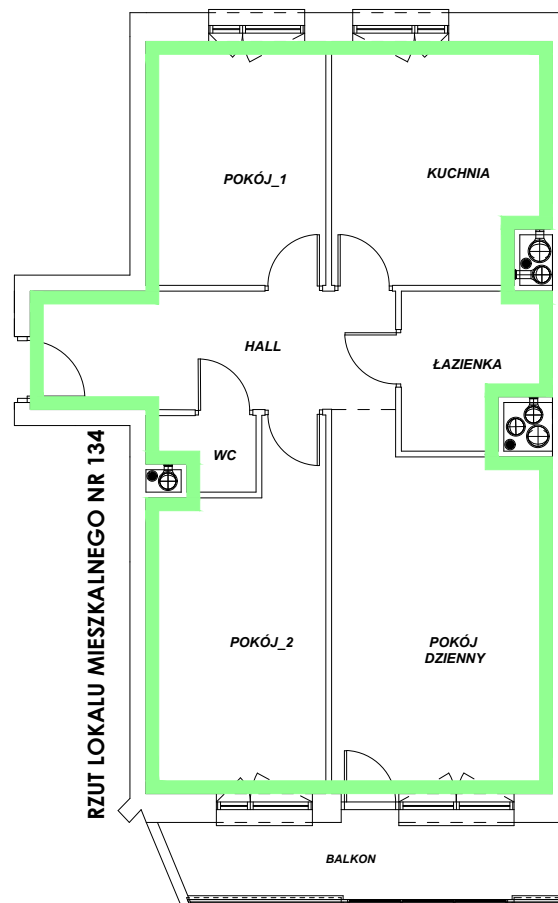 POKÓJ_1
KUCHNIA
HALL
ŁAZIENKA
WC
RZUT LOKALU MIESZKALNEGO NR 134
POKÓJ_2
POKÓJ
DZIENNY
BALKON